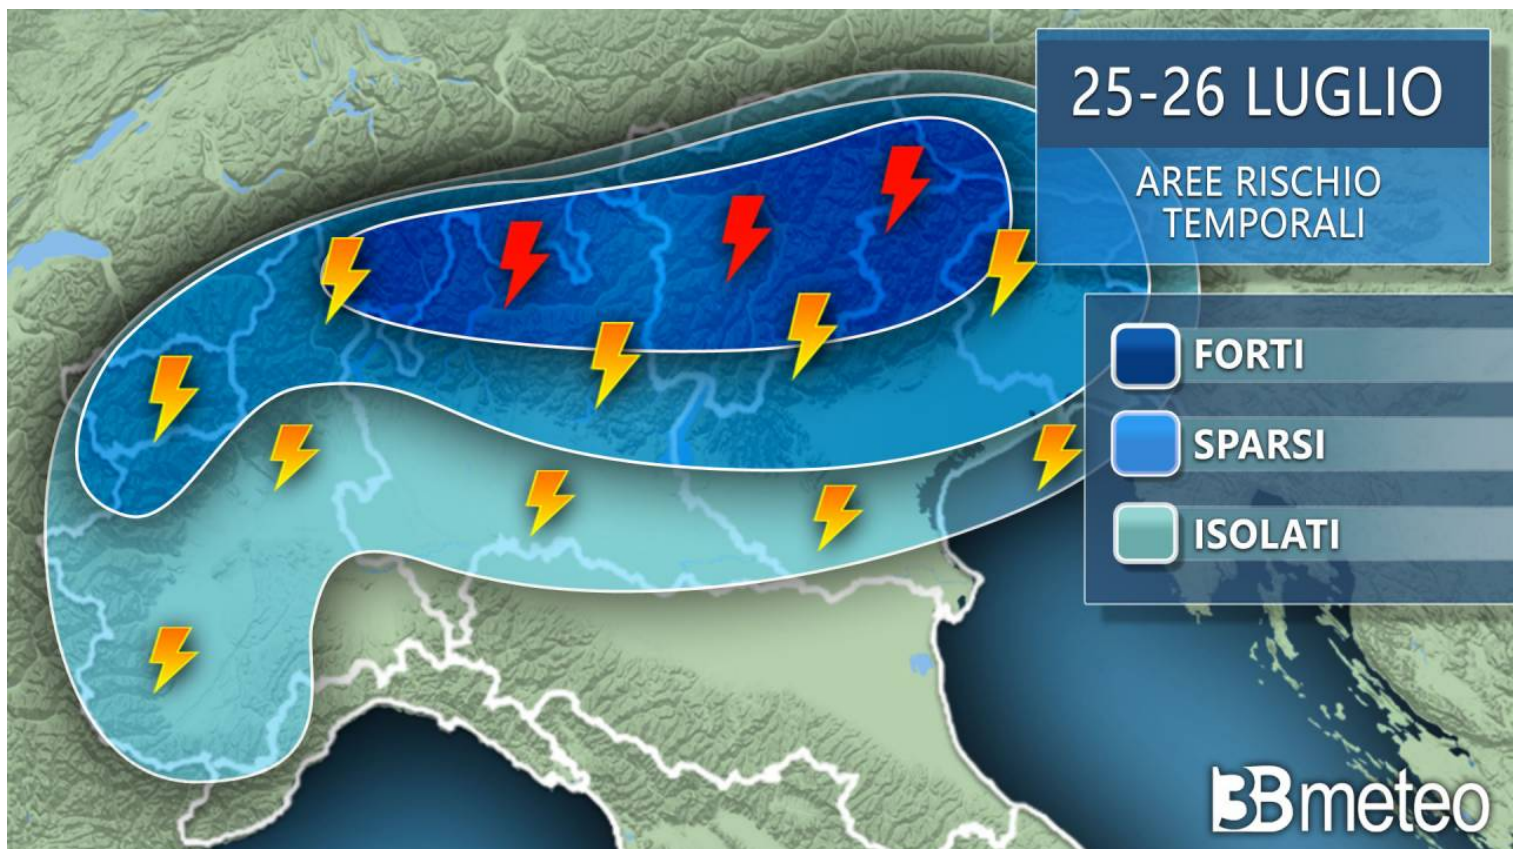 25-26 LUGLIO
AREE RISCHIO
TEMPORALI
FORTI
SPARSI
ISOLATI
3Bmeteo